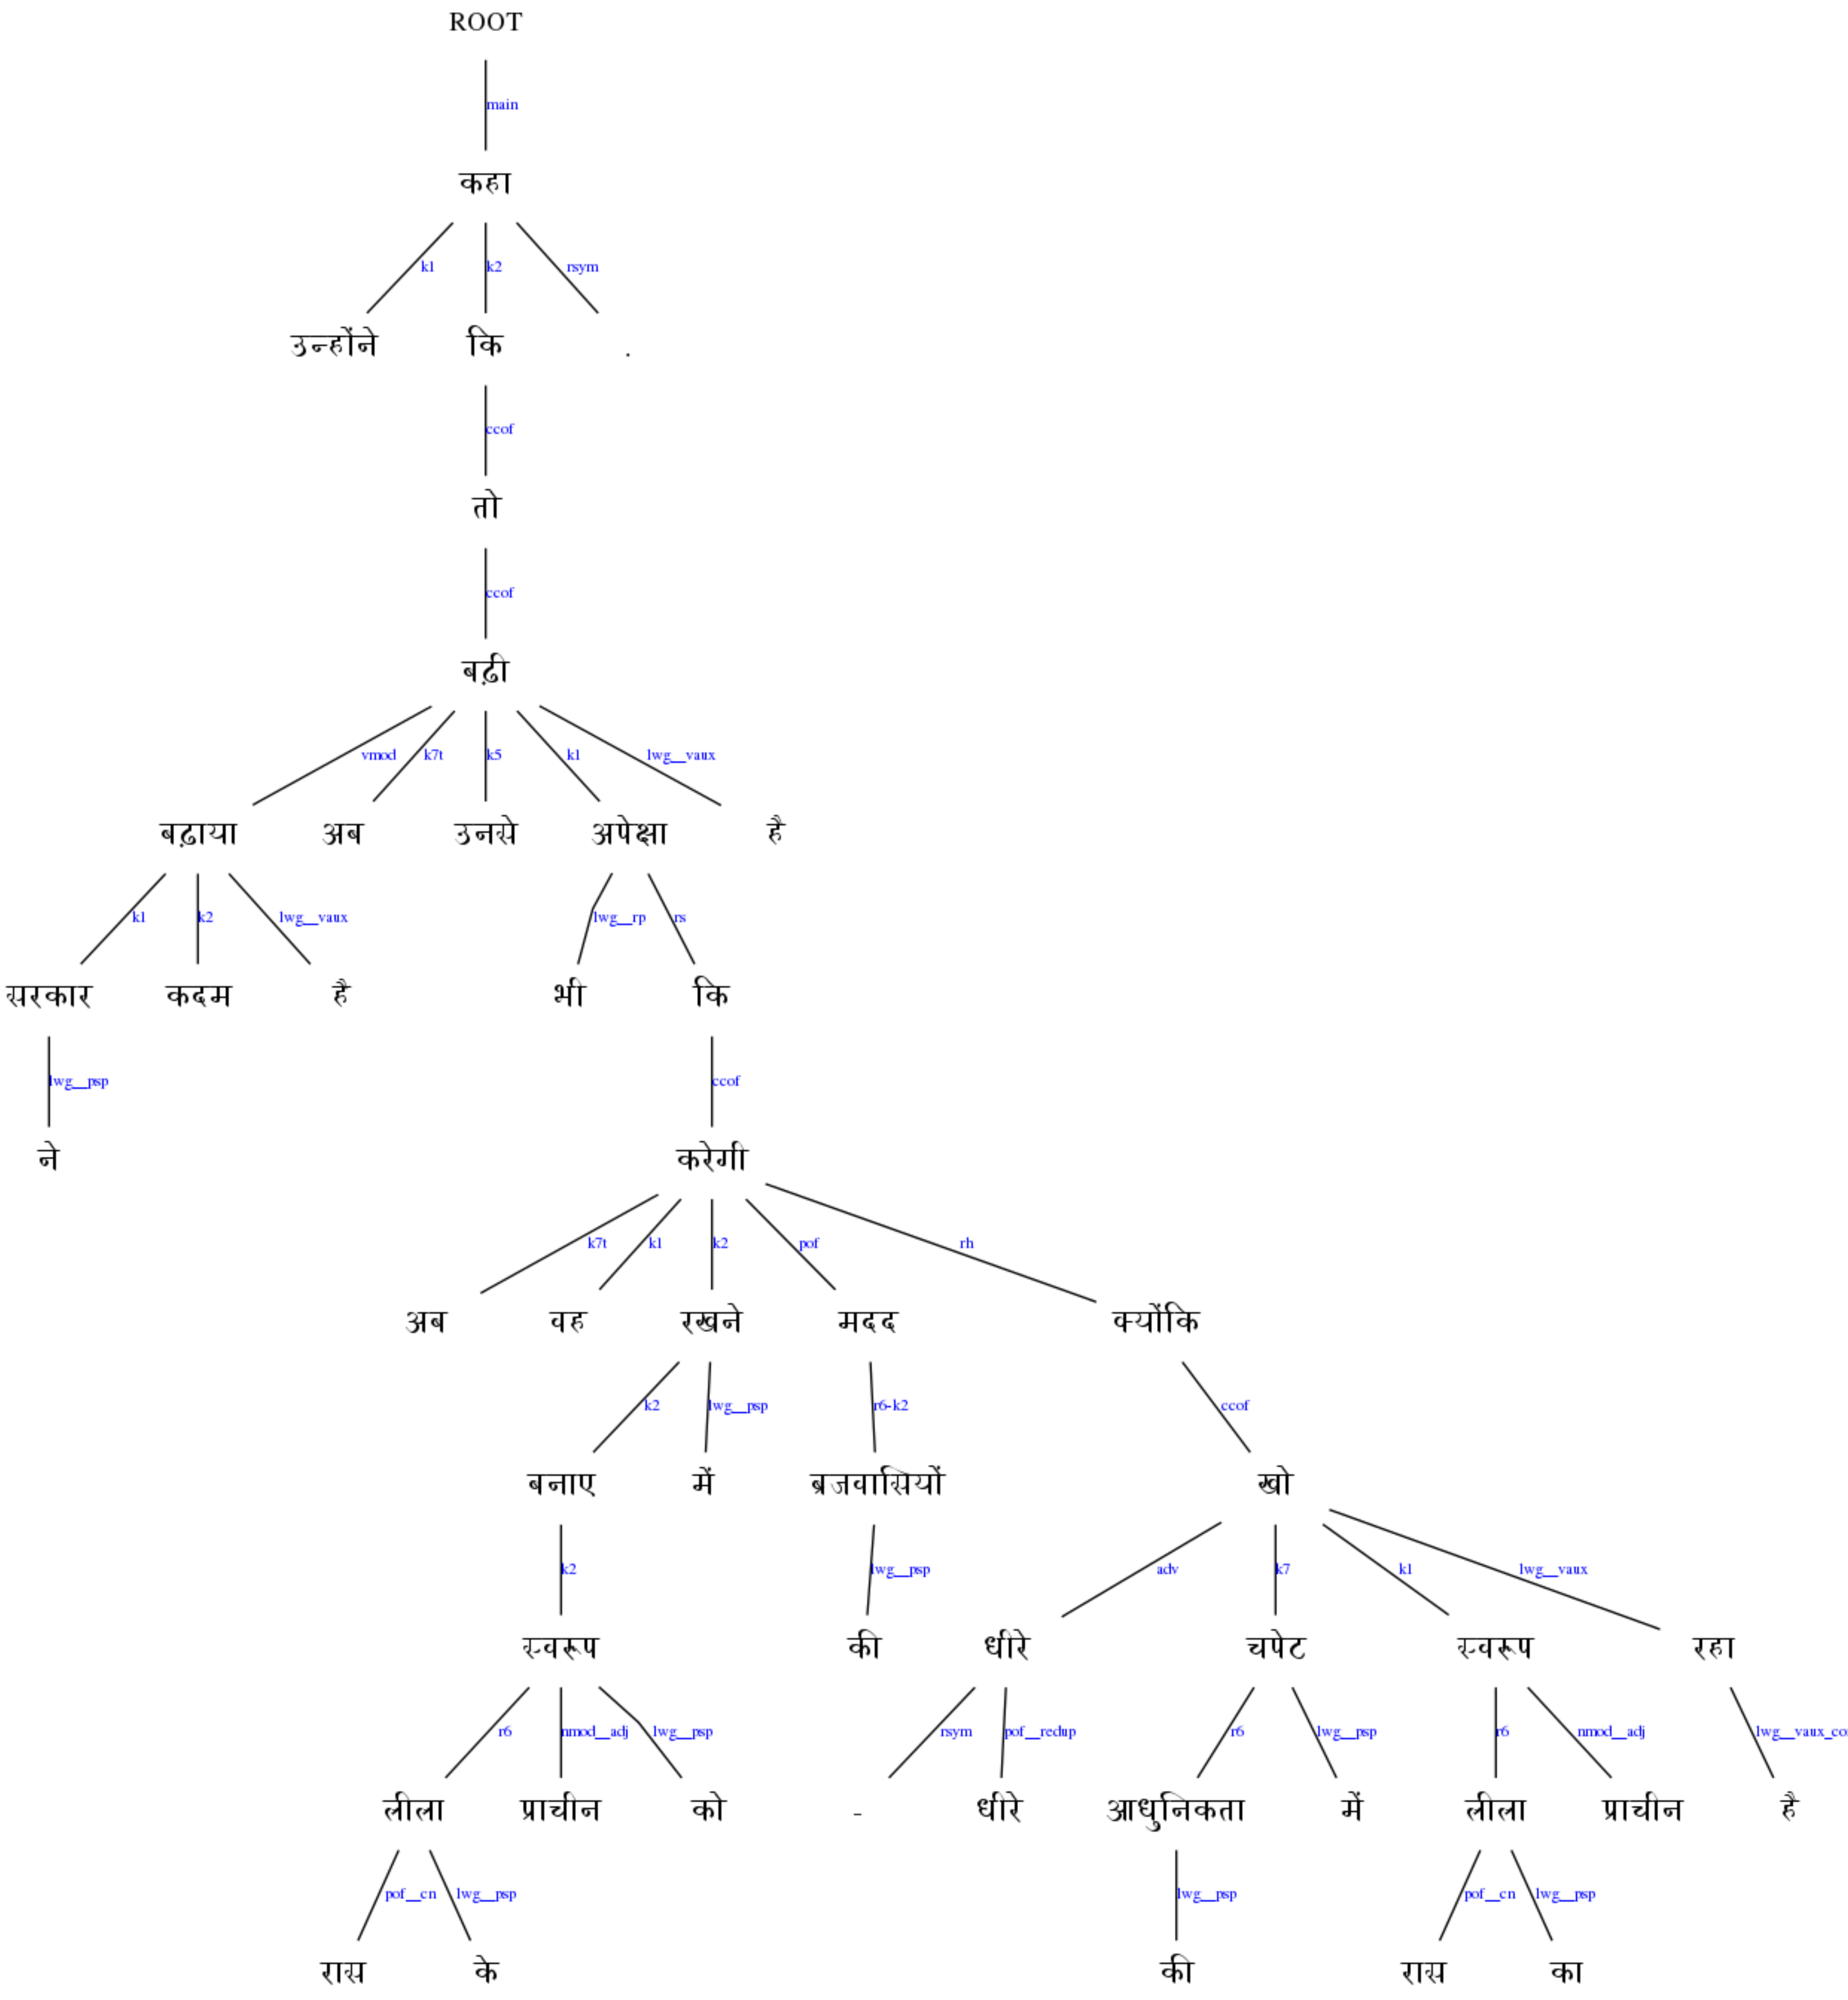 ROOT
main
कहा
k1 k2 rsym
उन्होंने कि .
ccof
तो
ccof
बढ़ी
vmod k7t k5 k1 lwg__vaux
बढ़ाया अब उनसे अपेक्षा है
k1 k2 lwg__vaux lwg__rp rs
सरकार कदम है भी कि
lwg__psp ccof
ने करेगी
k7t k1 k2 pof rh
अब वह रखने मदद क्योंकि
k2 lwg__psp r6-k2 ccof
बनाए में ब्रजवासियों खो
k2 lwg__psp adv k7 k1 lwg__vaux
स्वरूप की धीरे चपेट स्वरूप रहा
r6 nmod__adj lwg__psp rsym pof__redup r6 lwg__psp r6 nmod__adj lwg__vaux_co
लीला प्राचीन को - धीरे आधुनिकता में लीला प्राचीन है
pof__cn lwg__psp lwg__psp pof__cn lwg__psp
रास के की रास का